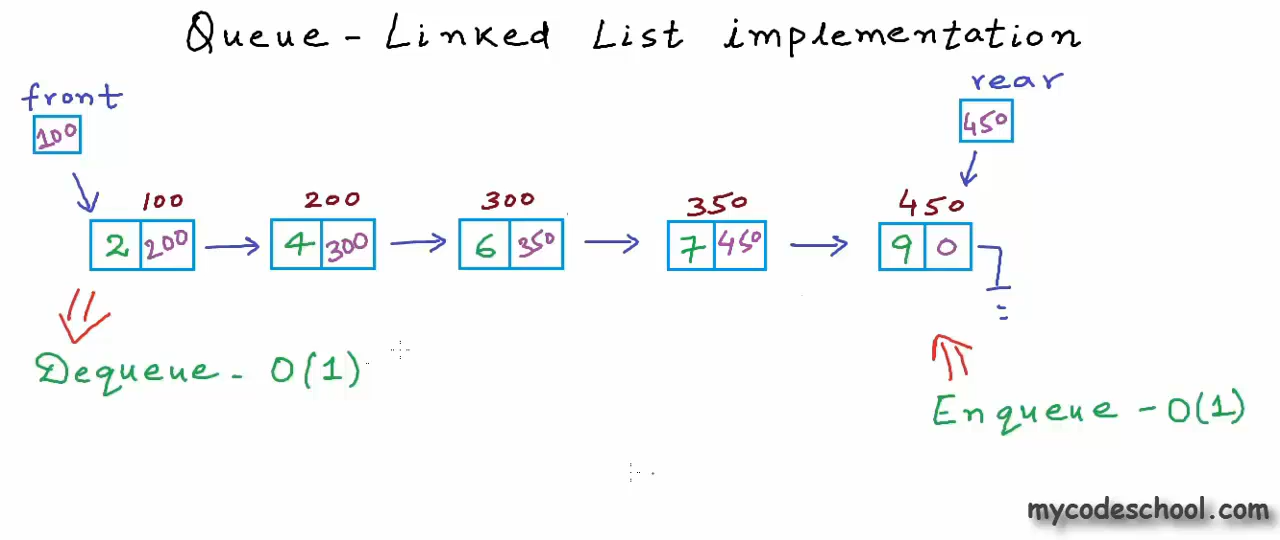 Queue - Linked List implementation
front
rear
100
450
100 200 300 350 450
2 200 4 300 6 350 7 450 9 0
Dequeue - O(1)
Enqueue - O(1)
mycodeschool.com